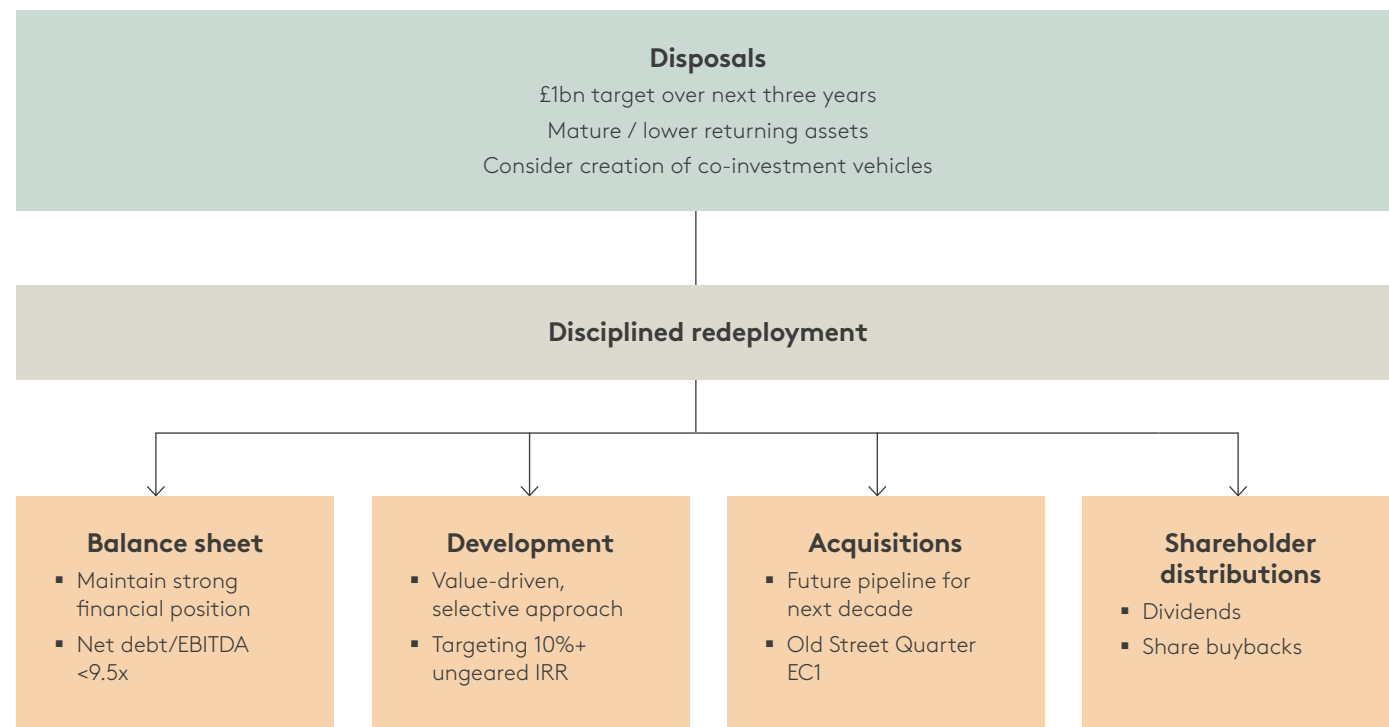 Disposals
£1bn target over next three years
Mature / lower returning assets
Consider creation of co-investment vehicles
Disciplined redeployment
Balance sheet
▪ Maintain strong
financial position
▪ Net debt/EBITDA
<9.5x
Development
▪ Value-driven,
selective approach
▪ Targeting 10%+
ungeared IRR
Acquisitions
▪ Future pipeline for
next decade
▪ Old Street Quarter
EC1
Shareholder
distributions
▪ Dividends
▪ Share buybacks